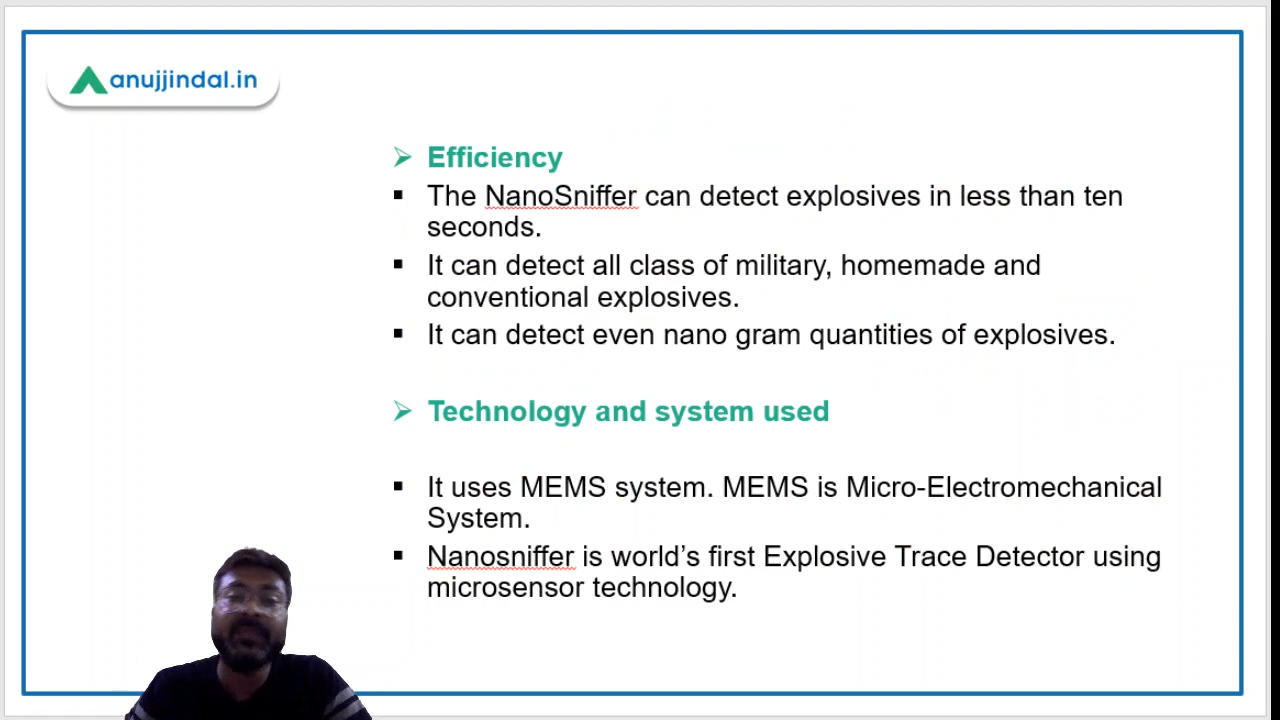 anujjindal.in
➢ Efficiency
▪ The NanoSniffer can detect explosives in less than ten
seconds.
▪ It can detect all class of military, homemade and
conventional explosives.
▪ It can detect even nano gram quantities of explosives.
➢ Technology and system used
▪ It uses MEMS system. MEMS is Micro-Electromechanical
System.
▪ Nanosniffer is world’s first Explosive Trace Detector using
microsensor technology.